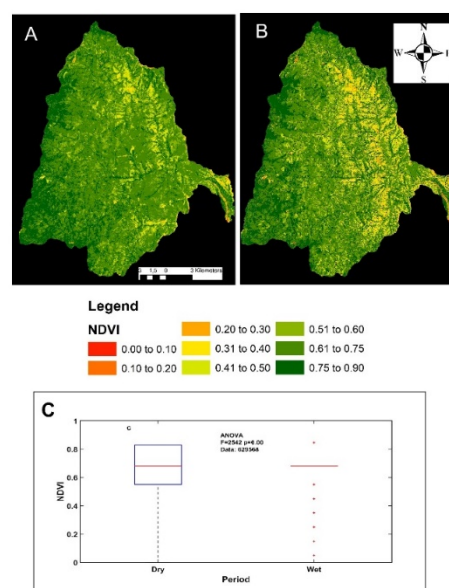 A
B
N
W
S
3 Kilometers
Legend
NDVI
0.00 to 0.10
0.10 to 0.20
0.20 to 0.30
0.31 to 0.40
0.41 to 0.50
0.51 to 0.60
0.61 to 0.75
0.75 to 0.90
C
ANOVA
NDVI
1
0.8
0.6
0.4
0.2
0
Dry
Wet
Period